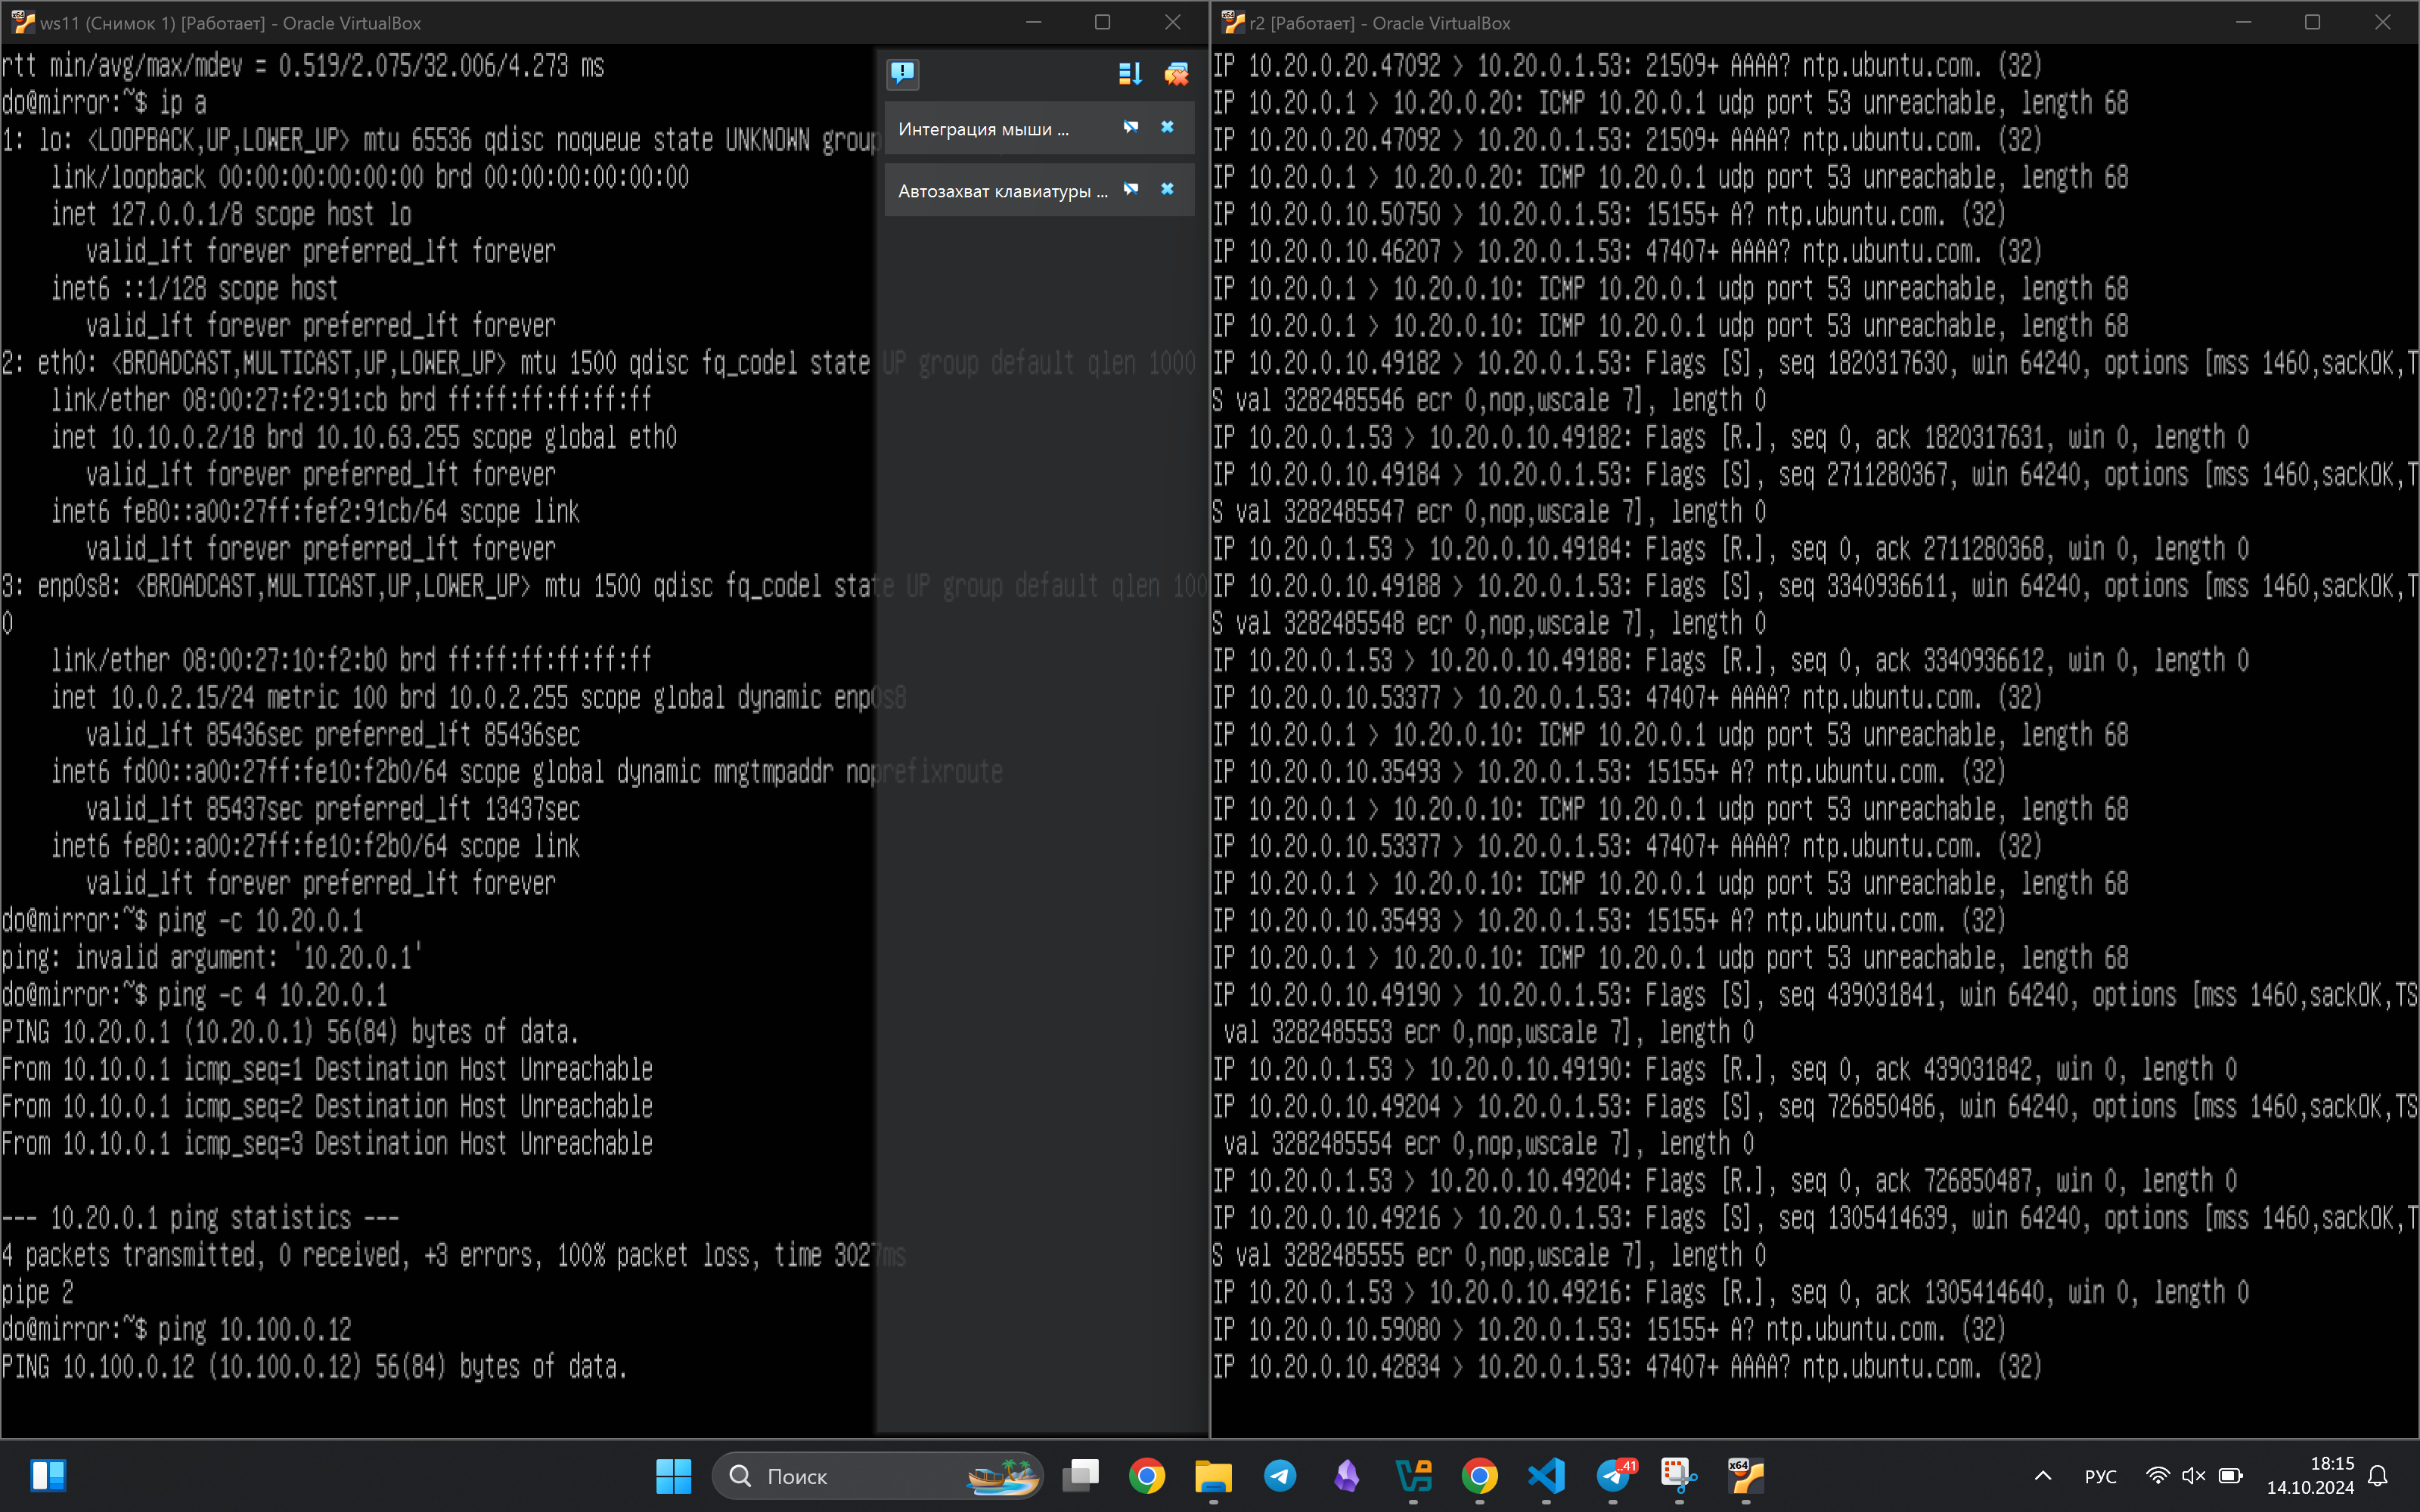 ws11 (Снимок 1) [Работает] - Oracle VirtualBox
rtt min/avg/max/mdev = 0.519/2.075/32.006/4.273 ms
do@mirror:~$ ip a
1: lo: <LOOPBACK,UP,LOWER_UP> mtu 65536 qdisc noqueue state UNKNOWN group
link/loopback 00:00:00:00:00:00 brd 00:00:00:00:00:00
inet 127.0.0.1/8 scope host lo
valid_lft forever preferred_lft forever
inet6 ::1/128 scope host
valid_lft forever preferred_lft forever
2: eth0: <BROADCAST,MULTICAST,UP,LOWER_UP> mtu 1500 qdisc fq_codel state UP group default qlen 1000
link/ether 08:00:27:f2:91:cb brd ff:ff:ff:ff:ff:ff
inet 10.10.0.2/18 brd 10.10.63.255 scope global eth0
valid_lft forever preferred_lft forever
inet6 fe80::a00:27ff:fef2:91cb/64 scope link
valid_lft forever preferred_lft forever
3: enp0s8: <BROADCAST,MULTICAST,UP,LOWER_UP> mtu 1500 qdisc fq_codel state UP group default qlen 100
0
link/ether 08:00:27:10:f2:b0 brd ff:ff:ff:ff:ff:ff
inet 10.0.2.15/24 metric 100 brd 10.0.2.255 scope global dynamic enp0s8
valid_lft 85436sec preferred_lft 85436sec
inet6 fd00::a00:27ff:fe10:f2b0/64 scope global dynamic mngtmpaddr noprefixroute
valid_lft 85437sec preferred_lft 13437sec
inet6 fe80::a00:27ff:fe10:f2b0/64 scope link
valid_lft forever preferred_lft forever
do@mirror:~$ ping -c 10.20.0.1
ping: invalid argument: '10.20.0.1'
do@mirror:~$ ping -c 4 10.20.0.1
PING 10.20.0.1 (10.20.0.1) 56(84) bytes of data.
From 10.10.0.1 icmp_seq=1 Destination Host Unreachable
From 10.10.0.1 icmp_seq=2 Destination Host Unreachable
From 10.10.0.1 icmp_seq=3 Destination Host Unreachable
--- 10.20.0.1 ping statistics ---
4 packets transmitted, 0 received, +3 errors, 100% packet loss, time 3027ms
pipe 2
do@mirror:~$ ping 10.100.0.12
PING 10.100.0.12 (10.100.0.12) 56(84) bytes of data.
Интеграция мыши ...
Автозахват клавиатуры ...
r2 [Работает] - Oracle VirtualBox
IP 10.20.0.20.47092 > 10.20.0.1.53: 21509+ AAAA? ntp.ubuntu.com. (32)
IP 10.20.0.1 > 10.20.0.20: ICMP 10.20.0.1 udp port 53 unreachable, length 68
IP 10.20.0.20.47092 > 10.20.0.1.53: 21509+ AAAA? ntp.ubuntu.com. (32)
IP 10.20.0.1 > 10.20.0.20: ICMP 10.20.0.1 udp port 53 unreachable, length 68
IP 10.20.0.10.50750 > 10.20.0.1.53: 15155+ A? ntp.ubuntu.com. (32)
IP 10.20.0.10.46207 > 10.20.0.1.53: 47407+ AAAA? ntp.ubuntu.com. (32)
IP 10.20.0.1 > 10.20.0.10: ICMP 10.20.0.1 udp port 53 unreachable, length 68
IP 10.20.0.1 > 10.20.0.10: ICMP 10.20.0.1 udp port 53 unreachable, length 68
IP 10.20.0.10.49182 > 10.20.0.1.53: Flags [S], seq 1820317630, win 64240, options [mss 1460,sackOK,T
S val 3282485546 ecr 0,nop,wscale 7], length 0
IP 10.20.0.1.53 > 10.20.0.10.49182: Flags [R.], seq 0, ack 1820317631, win 0, length 0
IP 10.20.0.10.49184 > 10.20.0.1.53: Flags [S], seq 2711280367, win 64240, options [mss 1460,sackOK,T
S val 3282485547 ecr 0,nop,wscale 7], length 0
IP 10.20.0.1.53 > 10.20.0.10.49184: Flags [R.], seq 0, ack 2711280368, win 0, length 0
IP 10.20.0.10.49188 > 10.20.0.1.53: Flags [S], seq 3340936611, win 64240, options [mss 1460,sackOK,T
S val 3282485548 ecr 0,nop,wscale 7], length 0
IP 10.20.0.1.53 > 10.20.0.10.49188: Flags [R.], seq 0, ack 3340936612, win 0, length 0
IP 10.20.0.10.53377 > 10.20.0.1.53: 47407+ AAAA? ntp.ubuntu.com. (32)
IP 10.20.0.1 > 10.20.0.10: ICMP 10.20.0.1 udp port 53 unreachable, length 68
IP 10.20.0.10.35493 > 10.20.0.1.53: 15155+ A? ntp.ubuntu.com. (32)
IP 10.20.0.1 > 10.20.0.10: ICMP 10.20.0.1 udp port 53 unreachable, length 68
IP 10.20.0.10.53377 > 10.20.0.1.53: 47407+ AAAA? ntp.ubuntu.com. (32)
IP 10.20.0.1 > 10.20.0.10: ICMP 10.20.0.1 udp port 53 unreachable, length 68
IP 10.20.0.10.35493 > 10.20.0.1.53: 15155+ A? ntp.ubuntu.com. (32)
IP 10.20.0.1 > 10.20.0.10: ICMP 10.20.0.1 udp port 53 unreachable, length 68
IP 10.20.0.10.49190 > 10.20.0.1.53: Flags [S], seq 439031841, win 64240, options [mss 1460,sackOK,TS
val 3282485553 ecr 0,nop,wscale 7], length 0
IP 10.20.0.1.53 > 10.20.0.10.49190: Flags [R.], seq 0, ack 439031842, win 0, length 0
IP 10.20.0.10.49204 > 10.20.0.1.53: Flags [S], seq 726850486, win 64240, options [mss 1460,sackOK,TS
val 3282485554 ecr 0,nop,wscale 7], length 0
IP 10.20.0.1.53 > 10.20.0.10.49204: Flags [R.], seq 0, ack 726850487, win 0, length 0
IP 10.20.0.10.49216 > 10.20.0.1.53: Flags [S], seq 1305414639, win 64240, options [mss 1460,sackOK,T
S val 3282485555 ecr 0,nop,wscale 7], length 0
IP 10.20.0.1.53 > 10.20.0.10.49216: Flags [R.], seq 0, ack 1305414640, win 0, length 0
IP 10.20.0.10.59080 > 10.20.0.1.53: 15155+ A? ntp.ubuntu.com. (32)
IP 10.20.0.10.42834 > 10.20.0.1.53: 47407+ AAAA? ntp.ubuntu.com. (32)
Поиск
..41
x64
РУС
18:15
14.10.2024